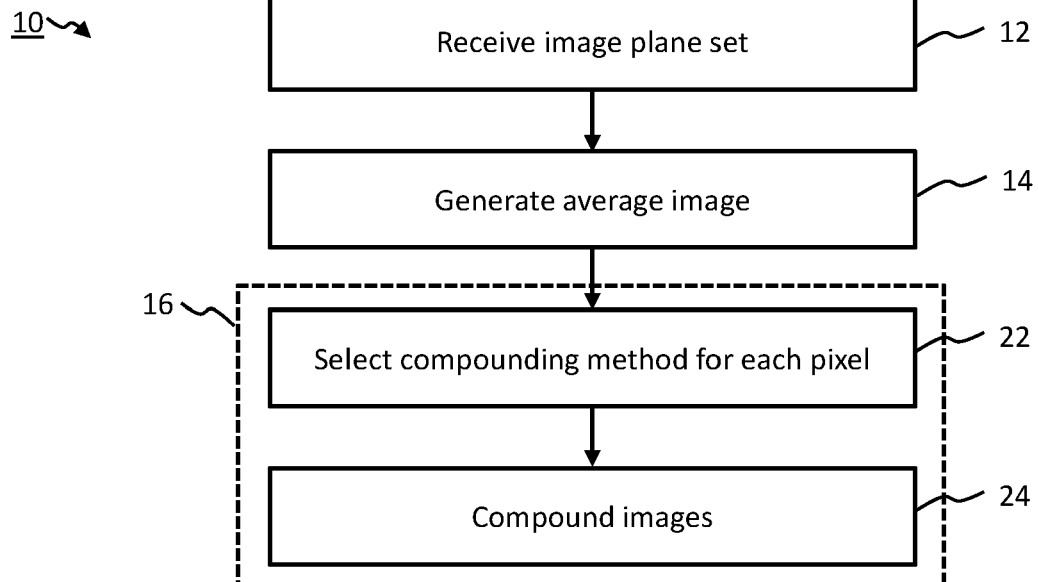 10
Receive image plane set
12
Generate average image
14
16
Select compounding method for each pixel
22
Compound images
24